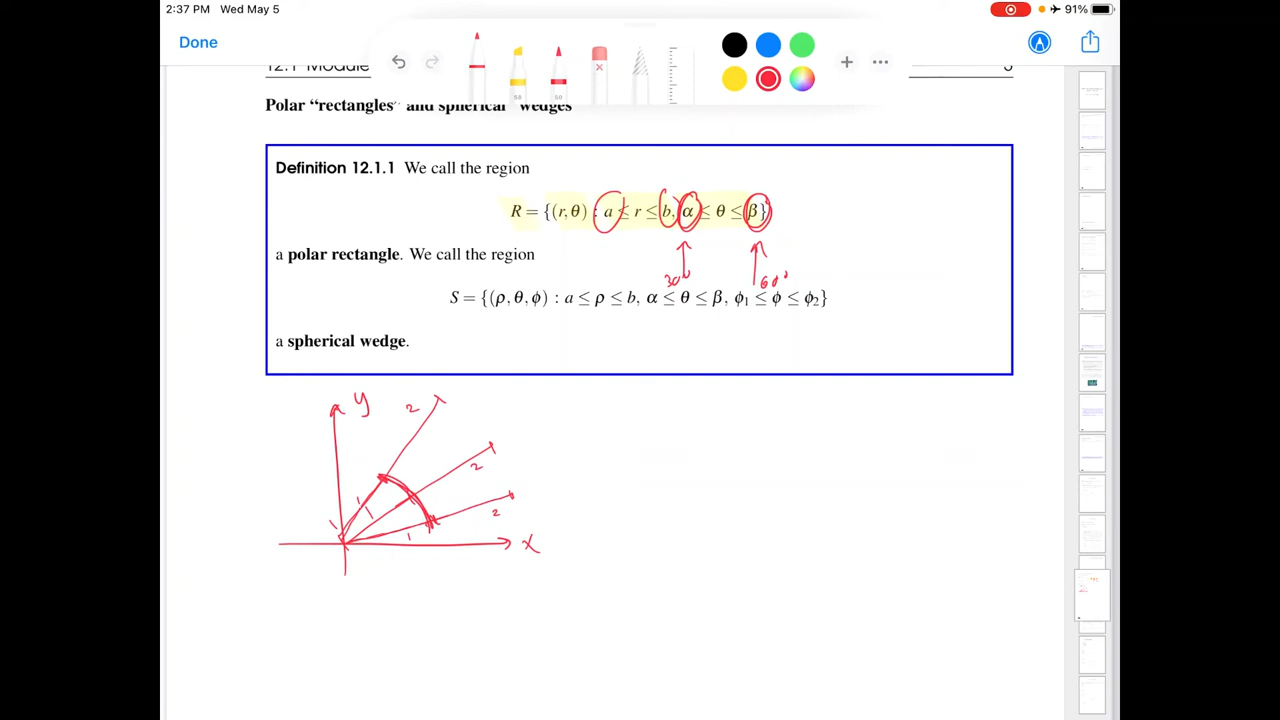 2:37 PM Wed May 5
91%
Done
12.1 Module
Polar “rectangles” and spherical “wedges
Definition 12.1.1 We call the region
R = {(r, θ) : a ≤ r ≤ b, α ≤ θ ≤ β}
a polar rectangle. We call the region
30° 60°
S = {(ρ, θ, ϕ) : a ≤ ρ ≤ b, α ≤ θ ≤ β, ϕ₁ ≤ ϕ ≤ ϕ₂}
a spherical wedge.
y
2
2
2
1
1
1
x